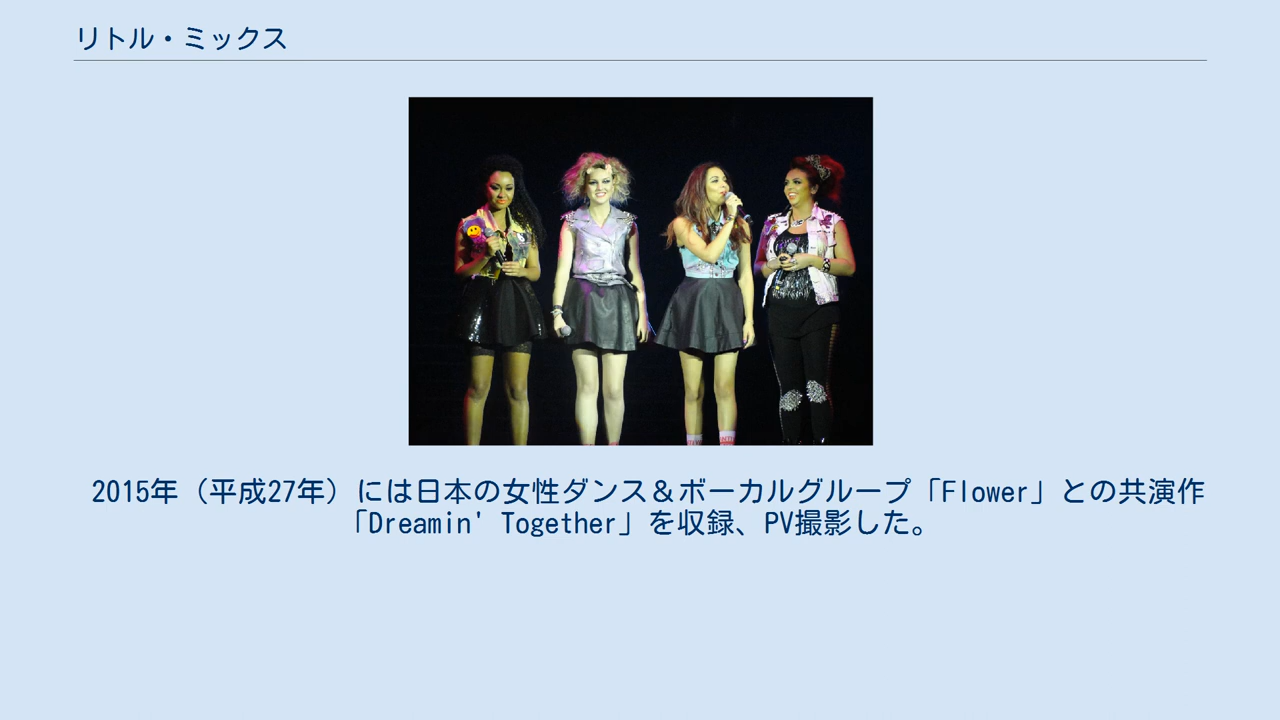 リトル・ミックス
2015年（平成27年）には日本の女性ダンス＆ボーカルグループ「Flower」との共演作
「Dreamin' Together」を収録、PV撮影した。